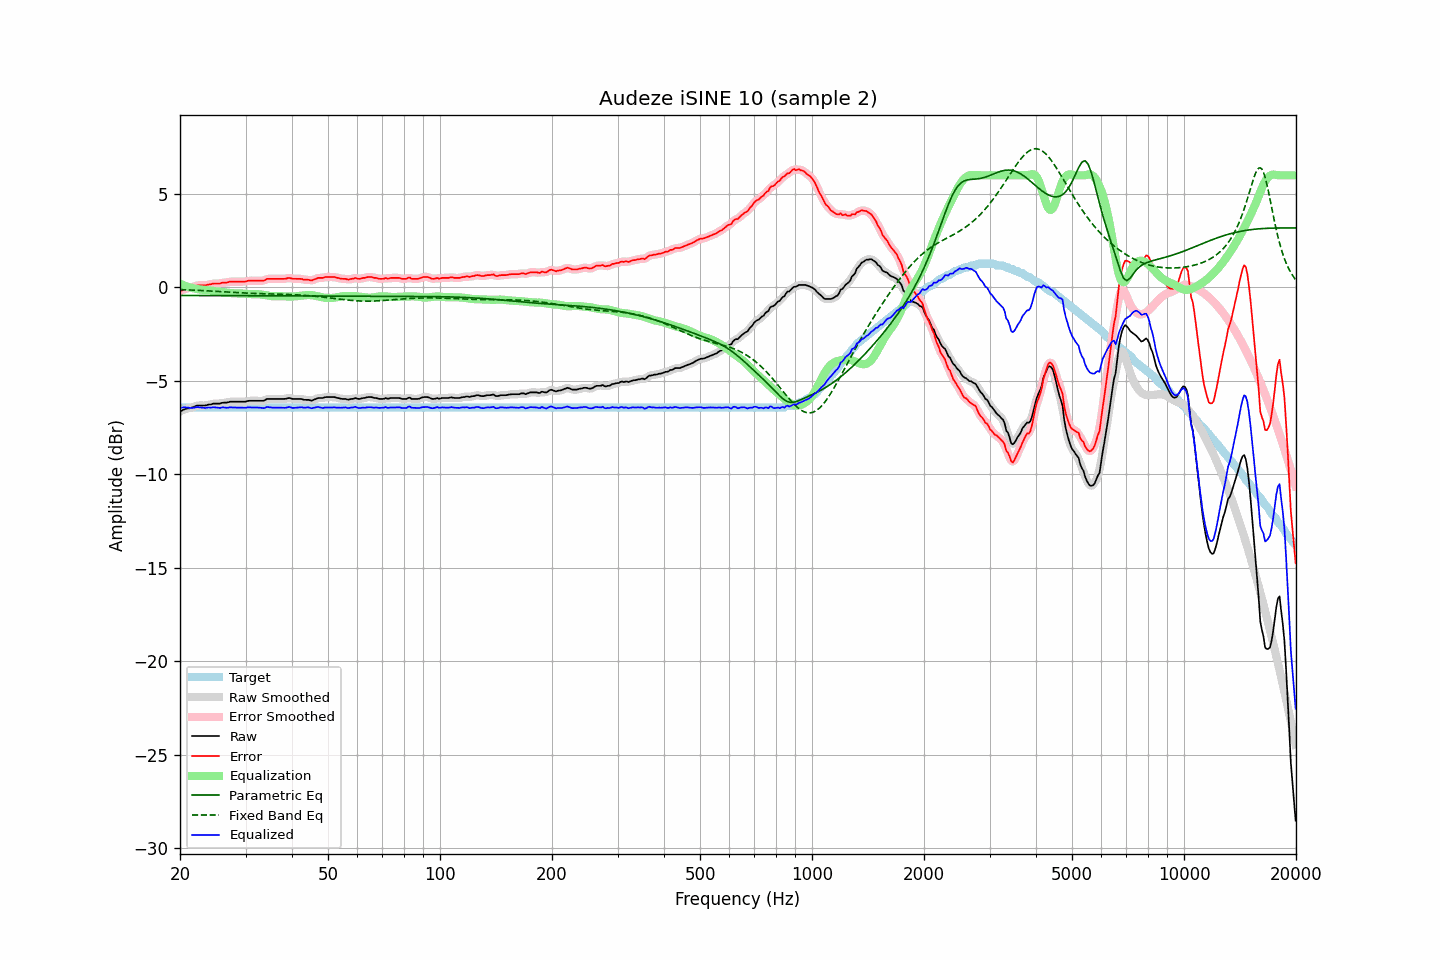 Audeze iSINE 10 (sample 2)
Amplitude (dBr)
5
0
−5
−10
−15
−20
−25
−30
Target
Raw Smoothed
Error Smoothed
Raw
Error
Equalization
Parametric Eq
Fixed Band Eq
Equalized
20 50 100 200 500 1000 2000 5000 10000 20000
Frequency (Hz)